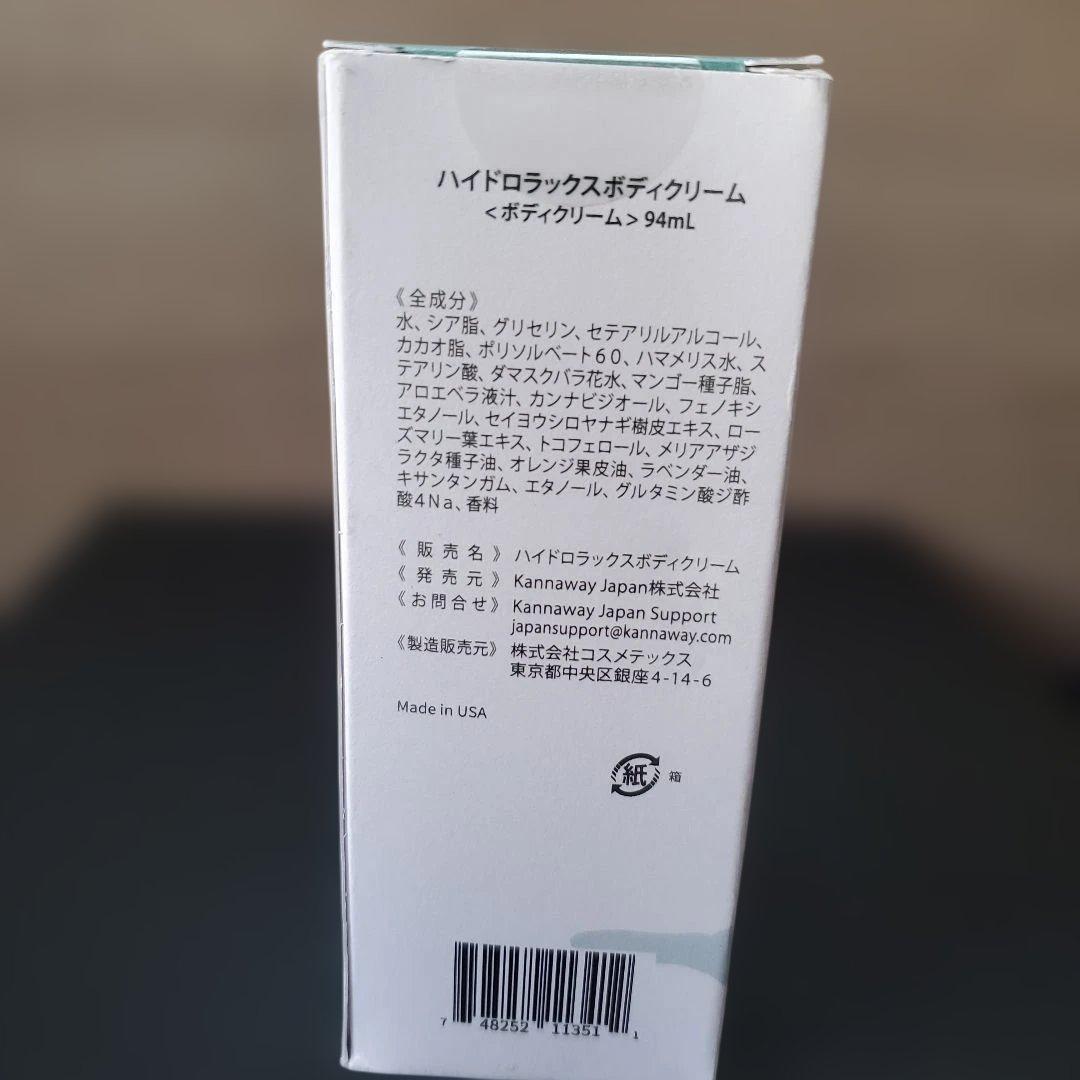 ハイドロラックスボディクリーム
<ボディクリーム> 94mL
《全成分》
水、シア脂、グリセリン、セテアリルアルコール、
カカオ脂、ポリソルベート60、ハマメリス水、ス
テアリン酸、ダマスクバラ花水、マンゴー種子脂、
アロエベラ液汁、カンナビジオール、フェノキシ
エタノール、セイヨウシロヤナギ樹皮エキス、ロー
ズマリー葉エキス、トコフェロール、メリアアザジ
ラクタ種子油、オレンジ果皮油、ラベンダー油、
キサンタンガム、エタノール、グルタミン酸ジ酢
酸4Na、香料
《販売名》 ハイドロラックスボディクリーム
《発売元》 Kannaway Japan株式会社
《お問合せ》 Kannaway Japan Support
japansupport@kannaway.com
《製造販売元》 株式会社コスメテックス
東京都中央区銀座4-14-6
Made in USA
紙 箱
7 48252 11351 1